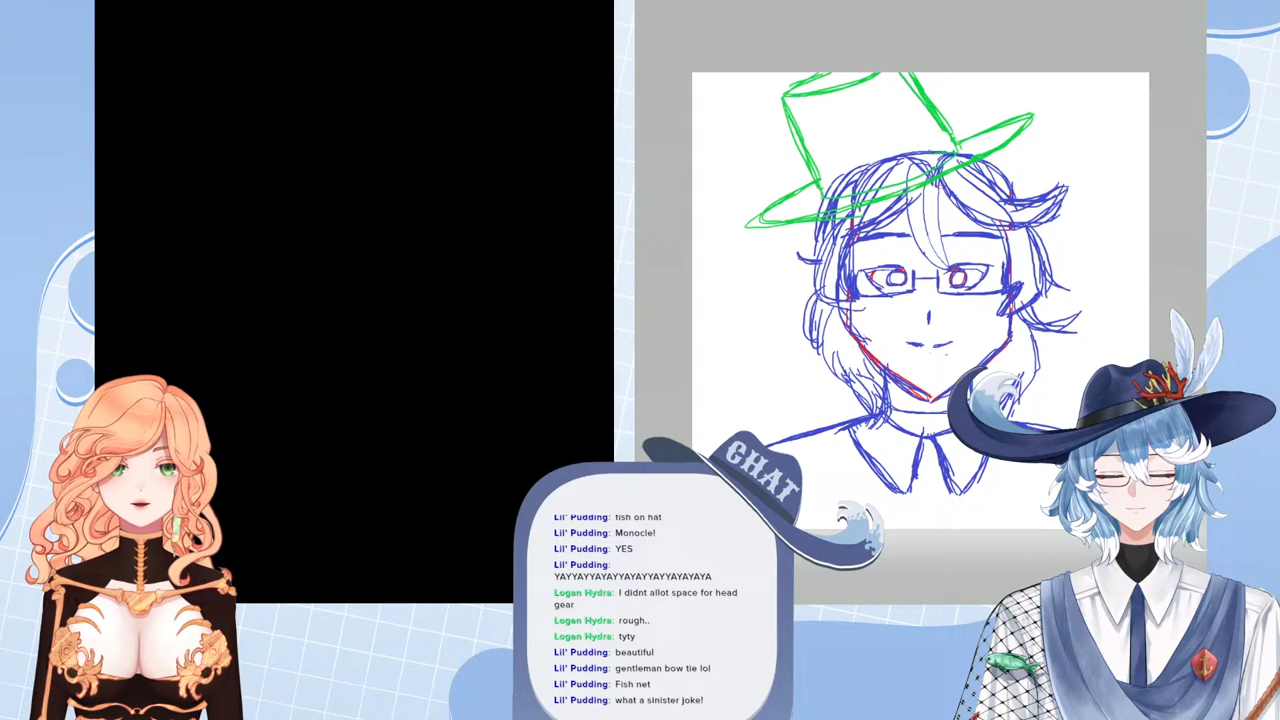 CHAT
Lil' Pudding: fish on hat
Lil' Pudding: Monocle!
Lil' Pudding: YES
Lil' Pudding:
YAYYAYYAYAYYAYAYYAYYAYAYAYA
Logan Hydra: I didnt allot space for head
gear
Logan Hydra: rough..
Logan Hydra: tyty
Lil' Pudding: beautiful
Lil' Pudding: gentleman bow tie lol
Lil' Pudding: Fish net
Lil' Pudding: what a sinister joke!